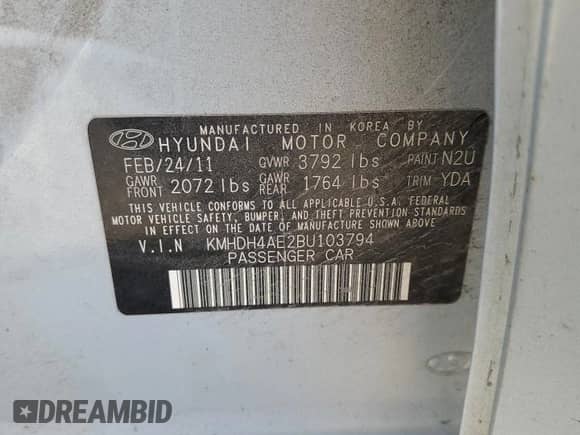 MANUFACTURED IN KOREA BY
HYUNDAI MOTOR COMPANY
FEB/24/11 GVWR 3792 lbs PAINT N2U
GAWR FRONT 2072 lbs GAWR REAR 1764 lbs TRIM YDA
THIS VEHICLE CONFORMS TO ALL APPLICABLE U.S.A. FEDERAL
MOTOR VEHICLE SAFETY, BUMPER, AND THEFT PREVENTION STANDARDS
IN EFFECT ON THE DATE OF MANUFACTURE SHOWN ABOVE
V.I.N KMHDH4AE2BU103794
PASSENGER CAR
DREAMBID